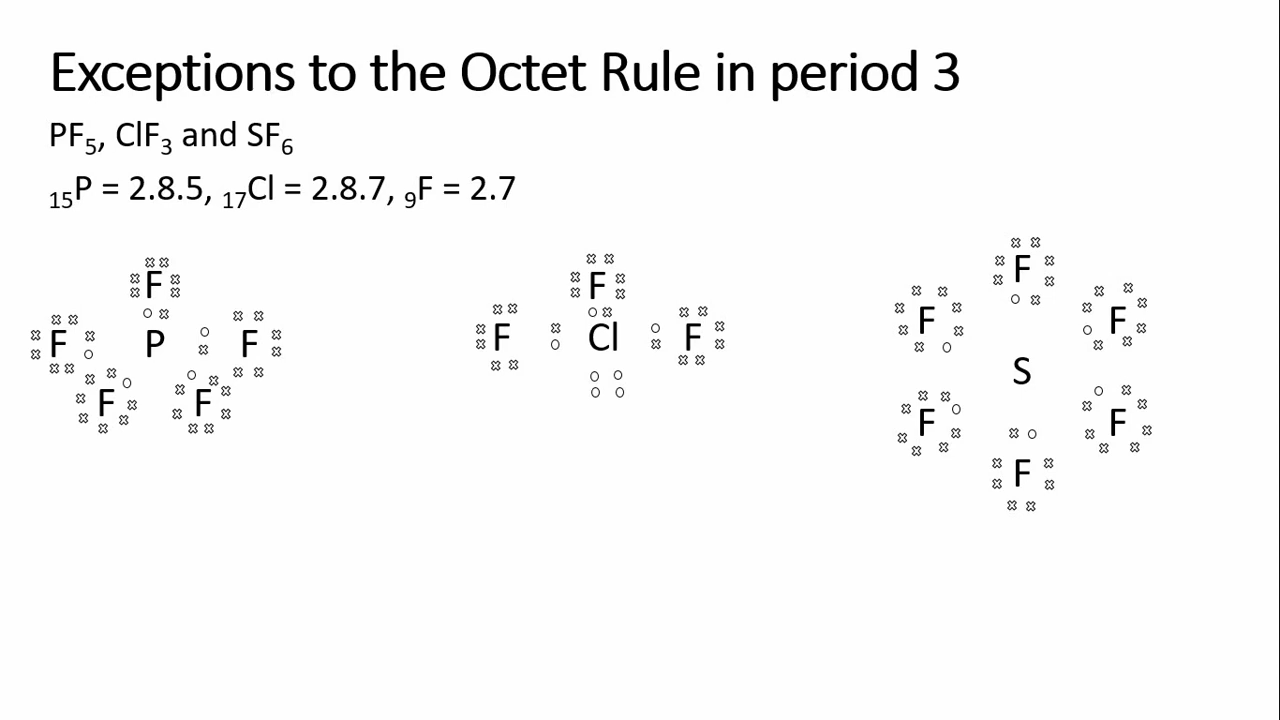 Exceptions to the Octet Rule in period 3
PF₅, ClF₃ and SF₆
₁₅P = 2.8.5, ₁₇Cl = 2.8.7, ₉F = 2.7
F
F P F
F F
F
F Cl F
F
F F
S
F F
F